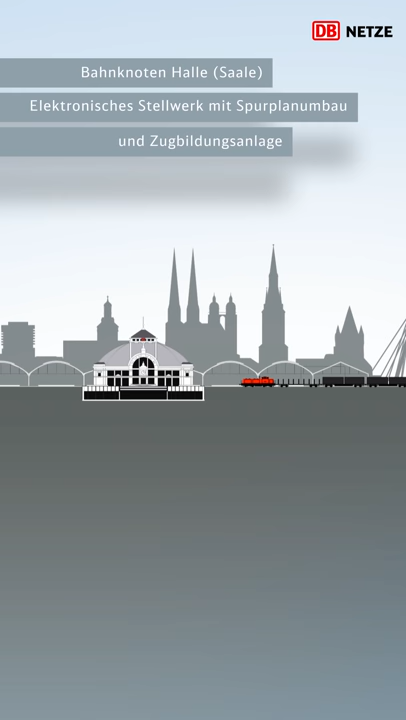 DB NETZE
Bahnknoten Halle (Saale)
Elektronisches Stellwerk mit Spurplanumbau
und Zugbildungsanlage